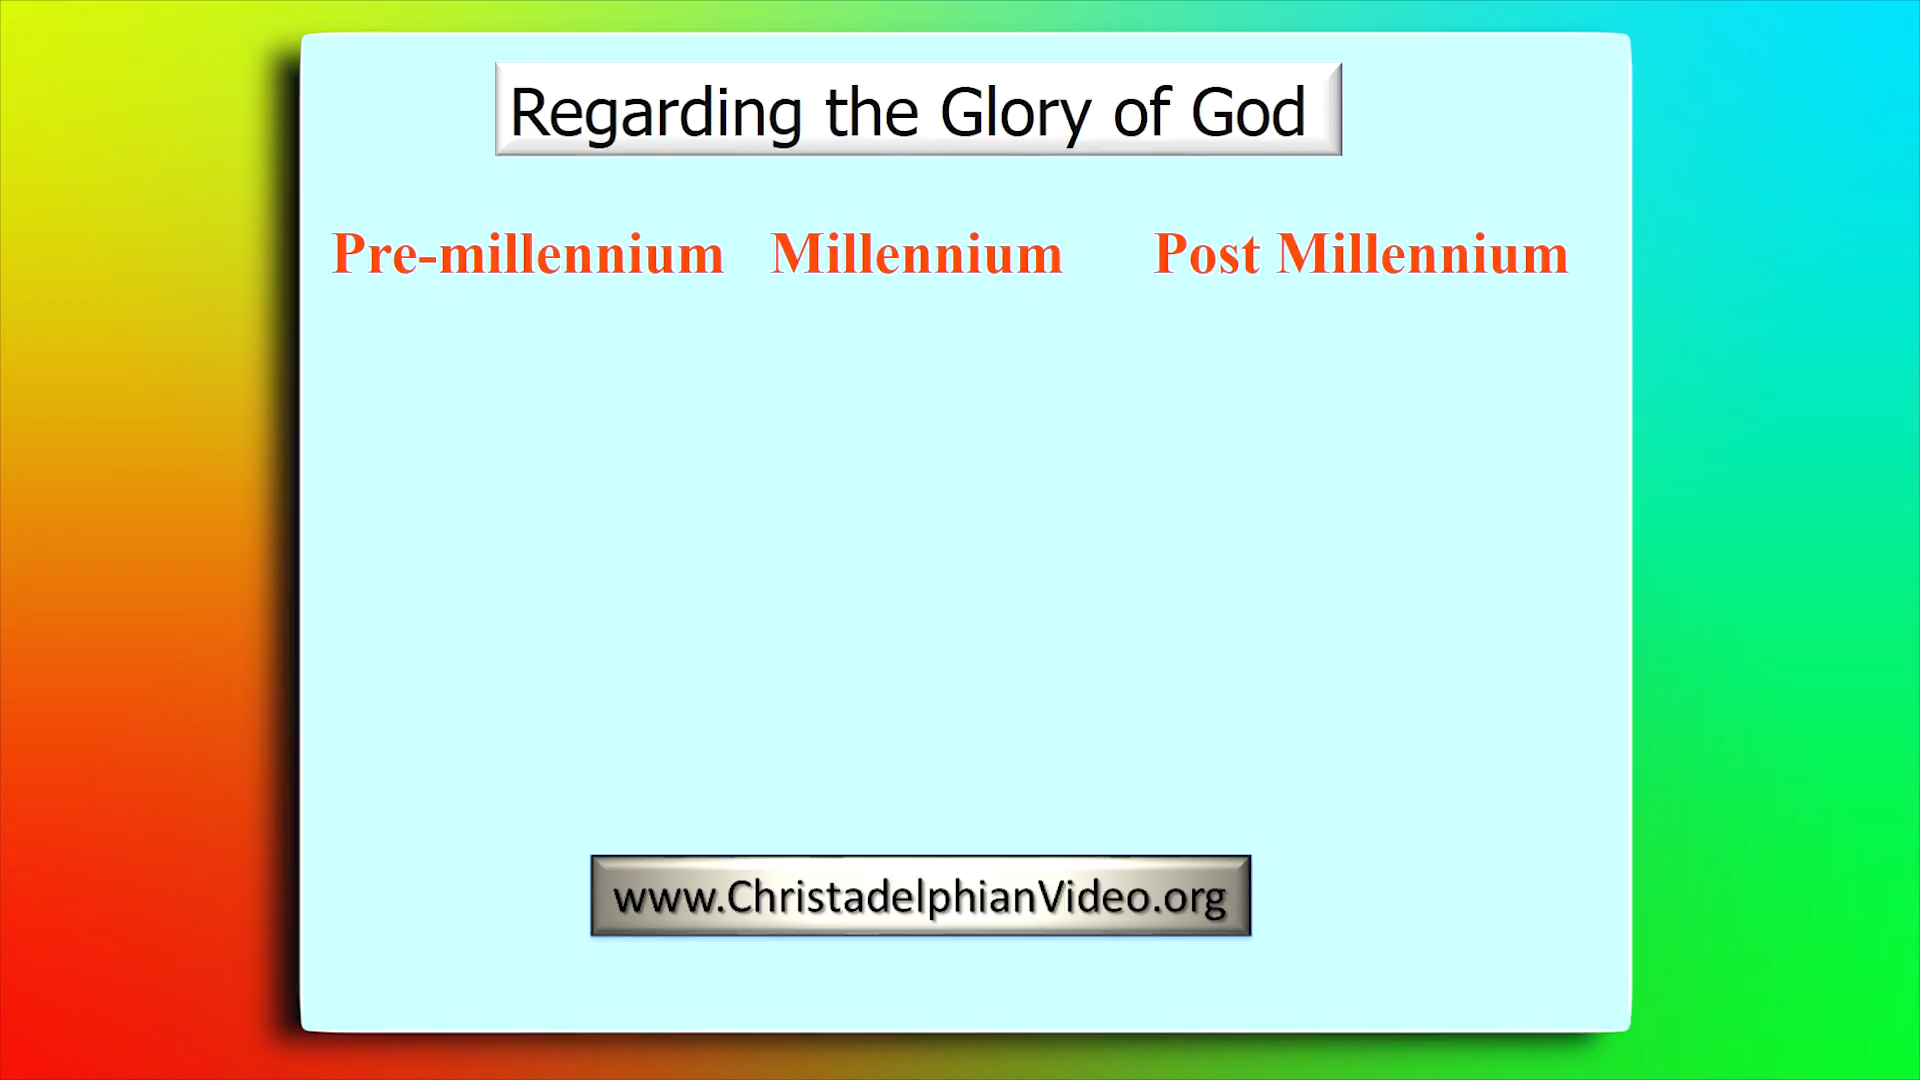 Regarding the Glory of God
Pre-millennium Millennium Post Millennium
www.ChristadelphianVideo.org